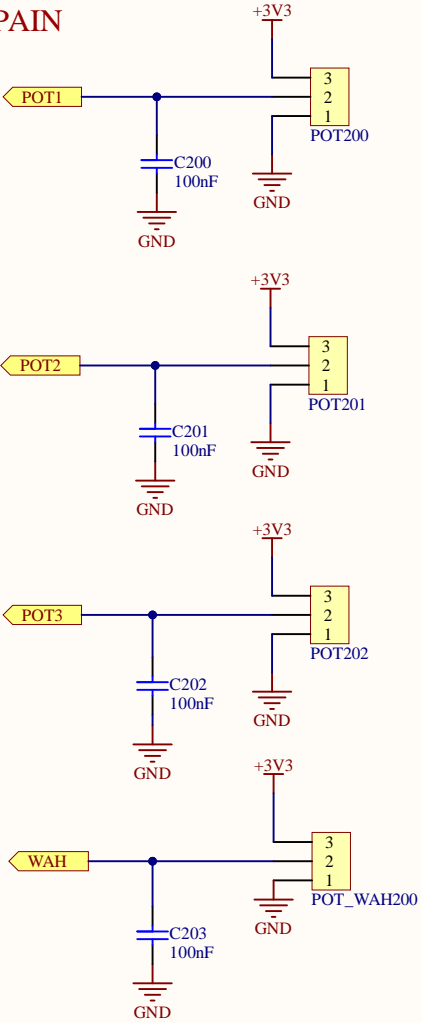 PAIN
+3V3
POT1
3
2
1
POT200
C200
100nF
GND
GND
+3V3
POT2
3
2
1
POT201
C201
100nF
GND
GND
+3V3
POT3
3
2
1
POT202
C202
100nF
GND
GND
+3V3
WAH
3
2
1
POT_WAH200
C203
100nF
GND
GND